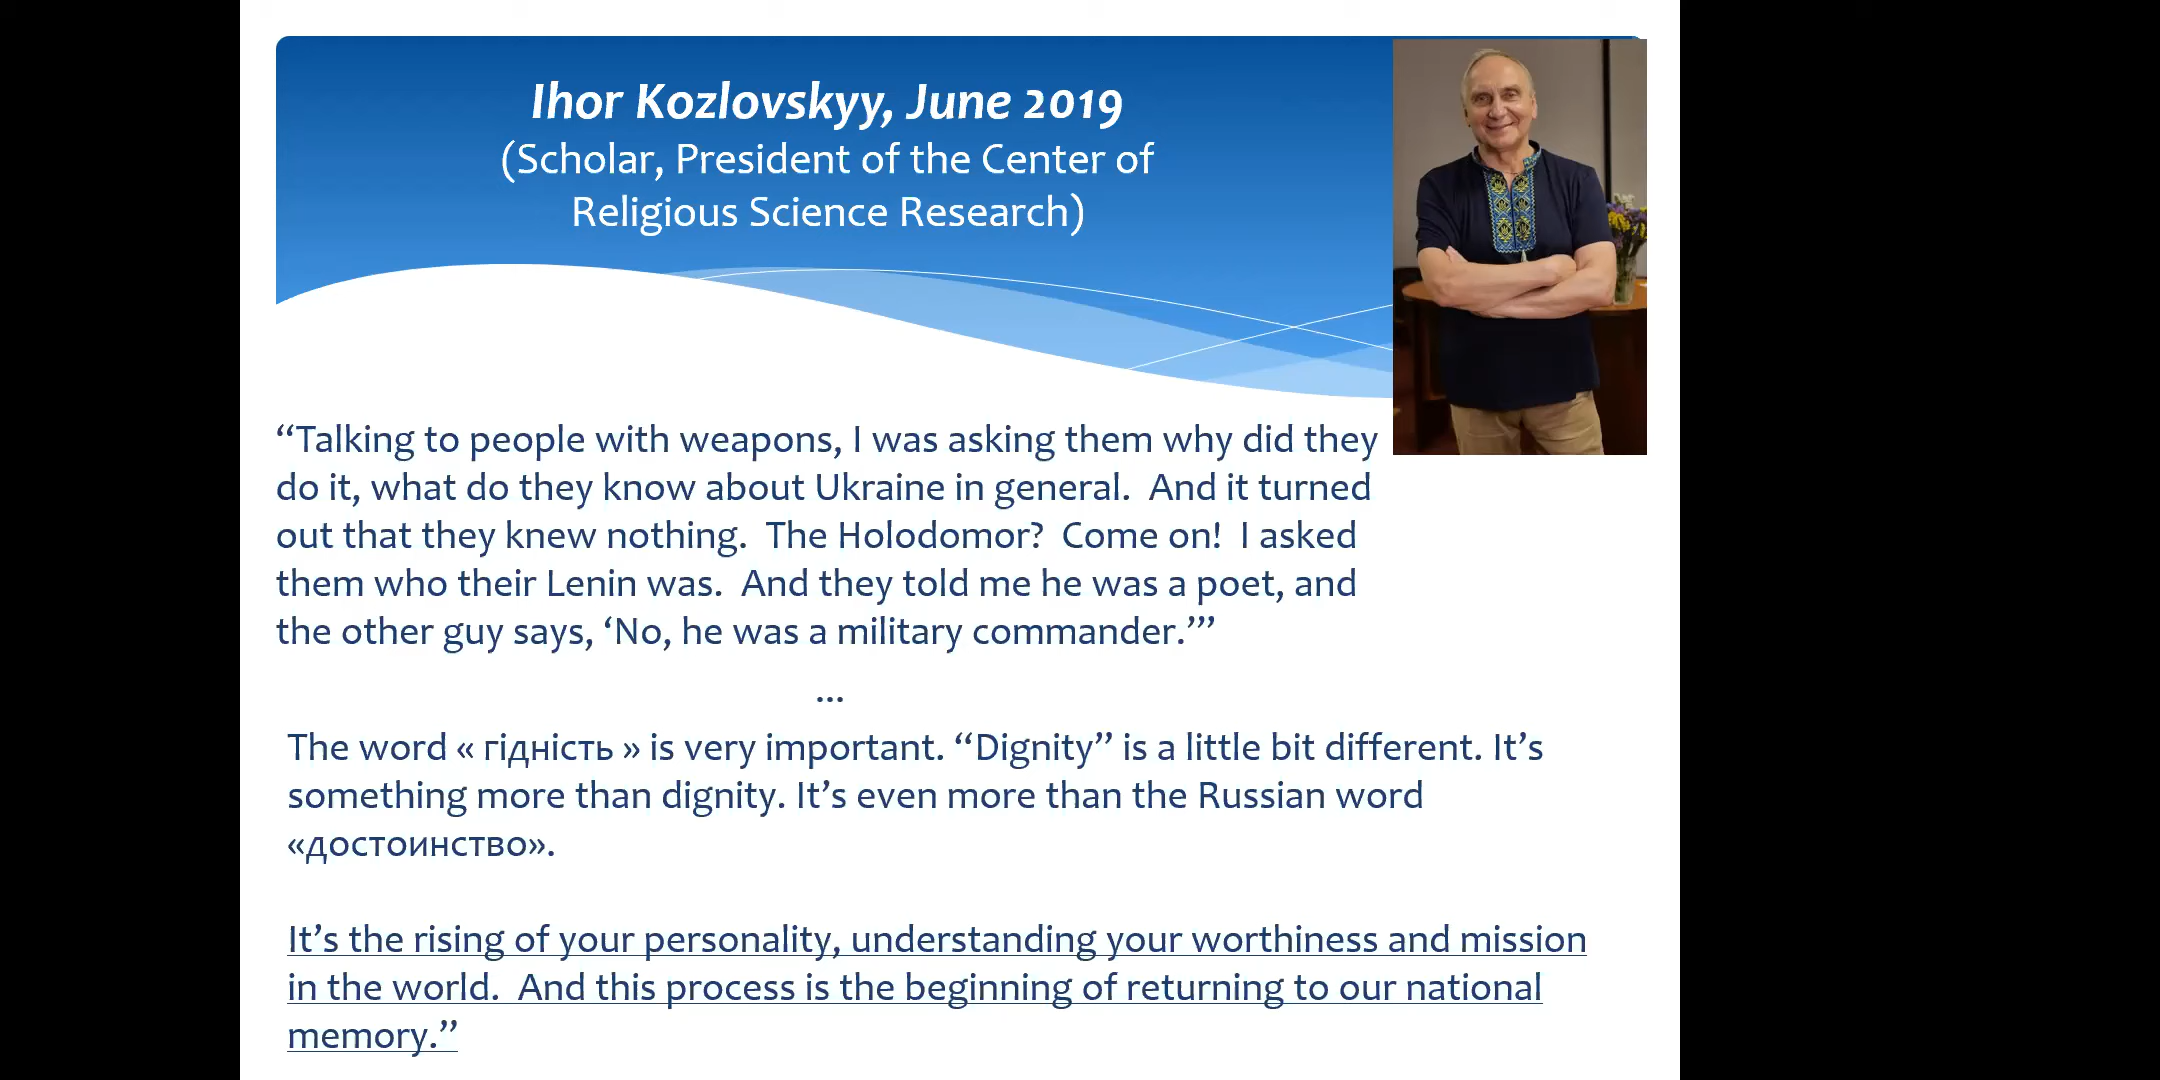 Ihor Kozlovskyy, June 2019
(Scholar, President of the Center of
Religious Science Research)
“Talking to people with weapons, I was asking them why did they
do it, what do they know about Ukraine in general.  And it turned
out that they knew nothing.  The Holodomor?  Come on!  I asked
them who their Lenin was.  And they told me he was a poet, and
the other guy says, ‘No, he was a military commander.’”
...
The word « гідність » is very important. “Dignity” is a little bit different. It’s
something more than dignity. It’s even more than the Russian word
«достоинство».
It’s the rising of your personality, understanding your worthiness and mission
in the world.  And this process is the beginning of returning to our national
memory.”